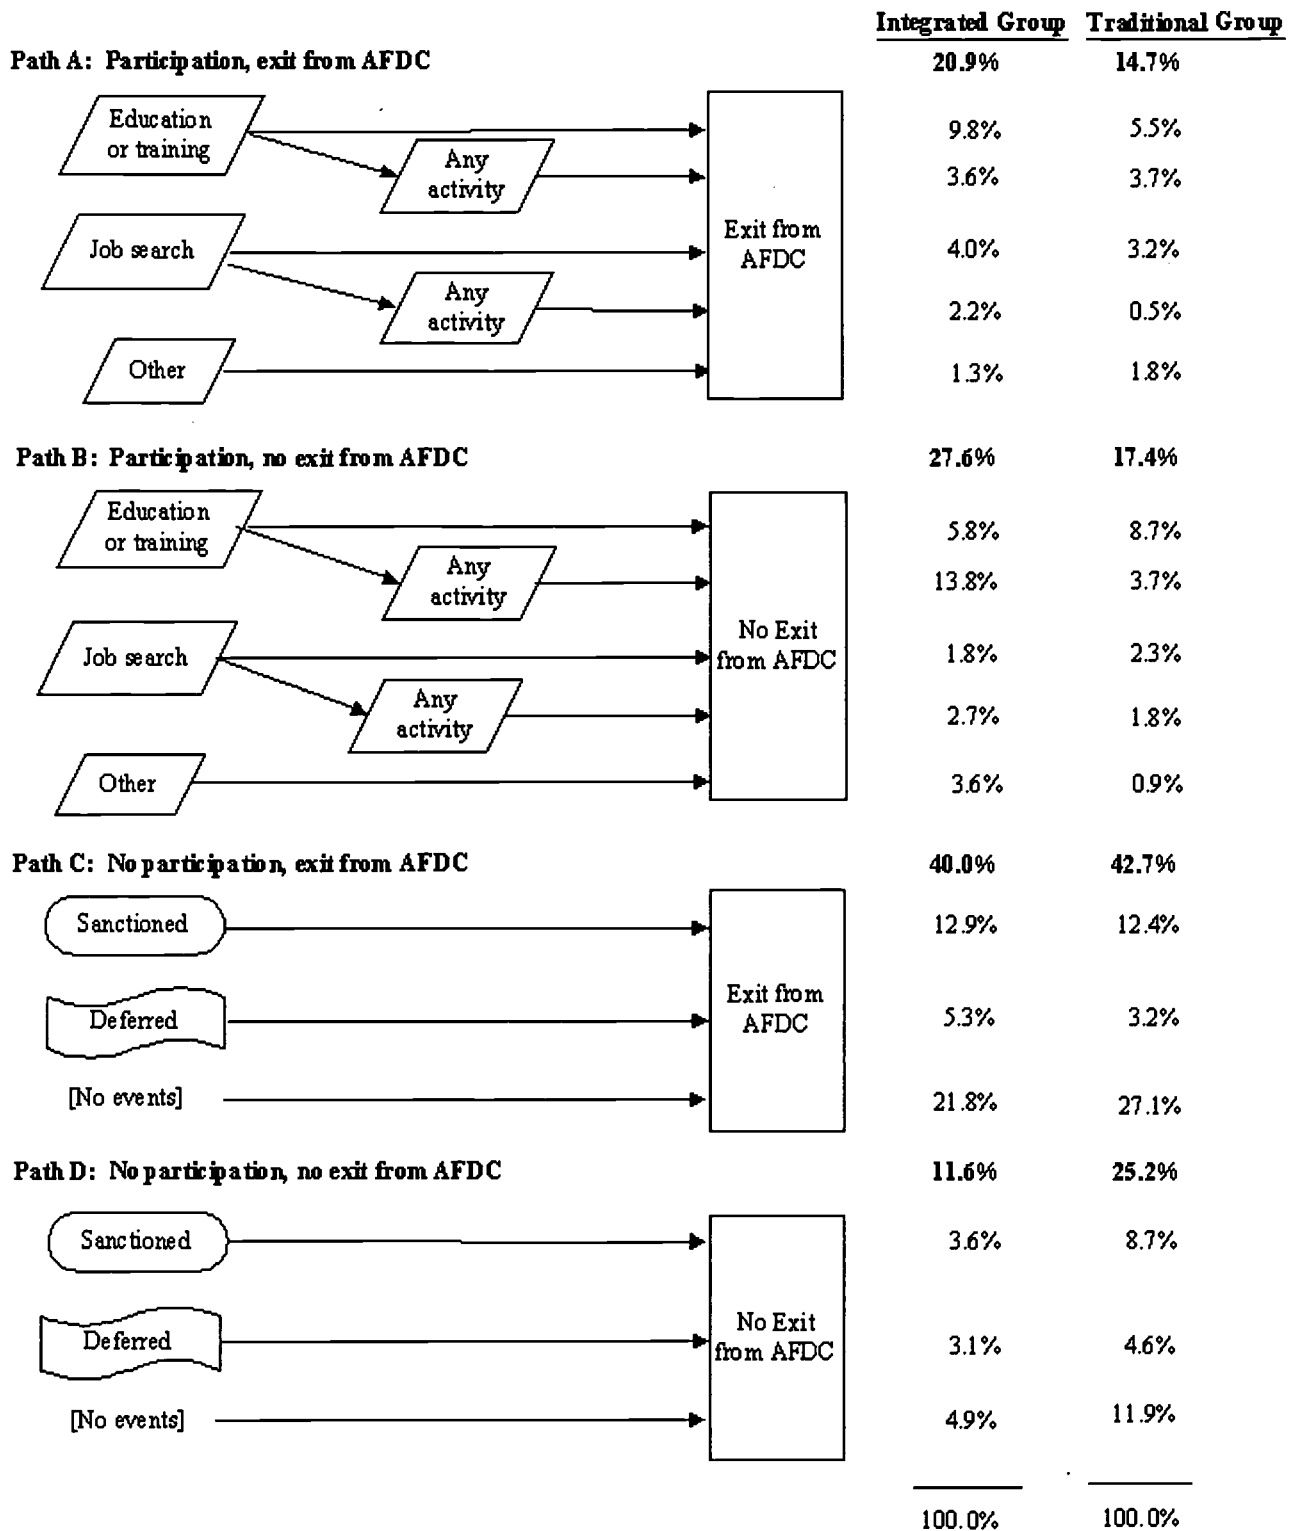 Integrated Group Traditional Group
Path A: Participation, exit from AFDC 20.9% 14.7%
Education
or training
9.8% 5.5%
Any
activity
3.6% 3.7%
Job search
Exit from
AFDC
4.0% 3.2%
Any
activity
2.2% 0.5%
Other
1.3% 1.8%
Path B: Participation, no exit from AFDC 27.6% 17.4%
Education
or training
5.8% 8.7%
Any
activity
13.8% 3.7%
Job search
No Exit
from AFDC
1.8% 2.3%
Any
activity
2.7% 1.8%
Other
3.6% 0.9%
Path C: No participation, exit from AFDC 40.0% 42.7%
Sanctioned
12.9% 12.4%
Deferred
Exit from
AFDC
5.3% 3.2%
[No events]
21.8% 27.1%
Path D: No participation, no exit from AFDC 11.6% 25.2%
Sanctioned
3.6% 8.7%
Deferred
No Exit
from AFDC
3.1% 4.6%
[No events]
4.9% 11.9%
100.0% 100.0%